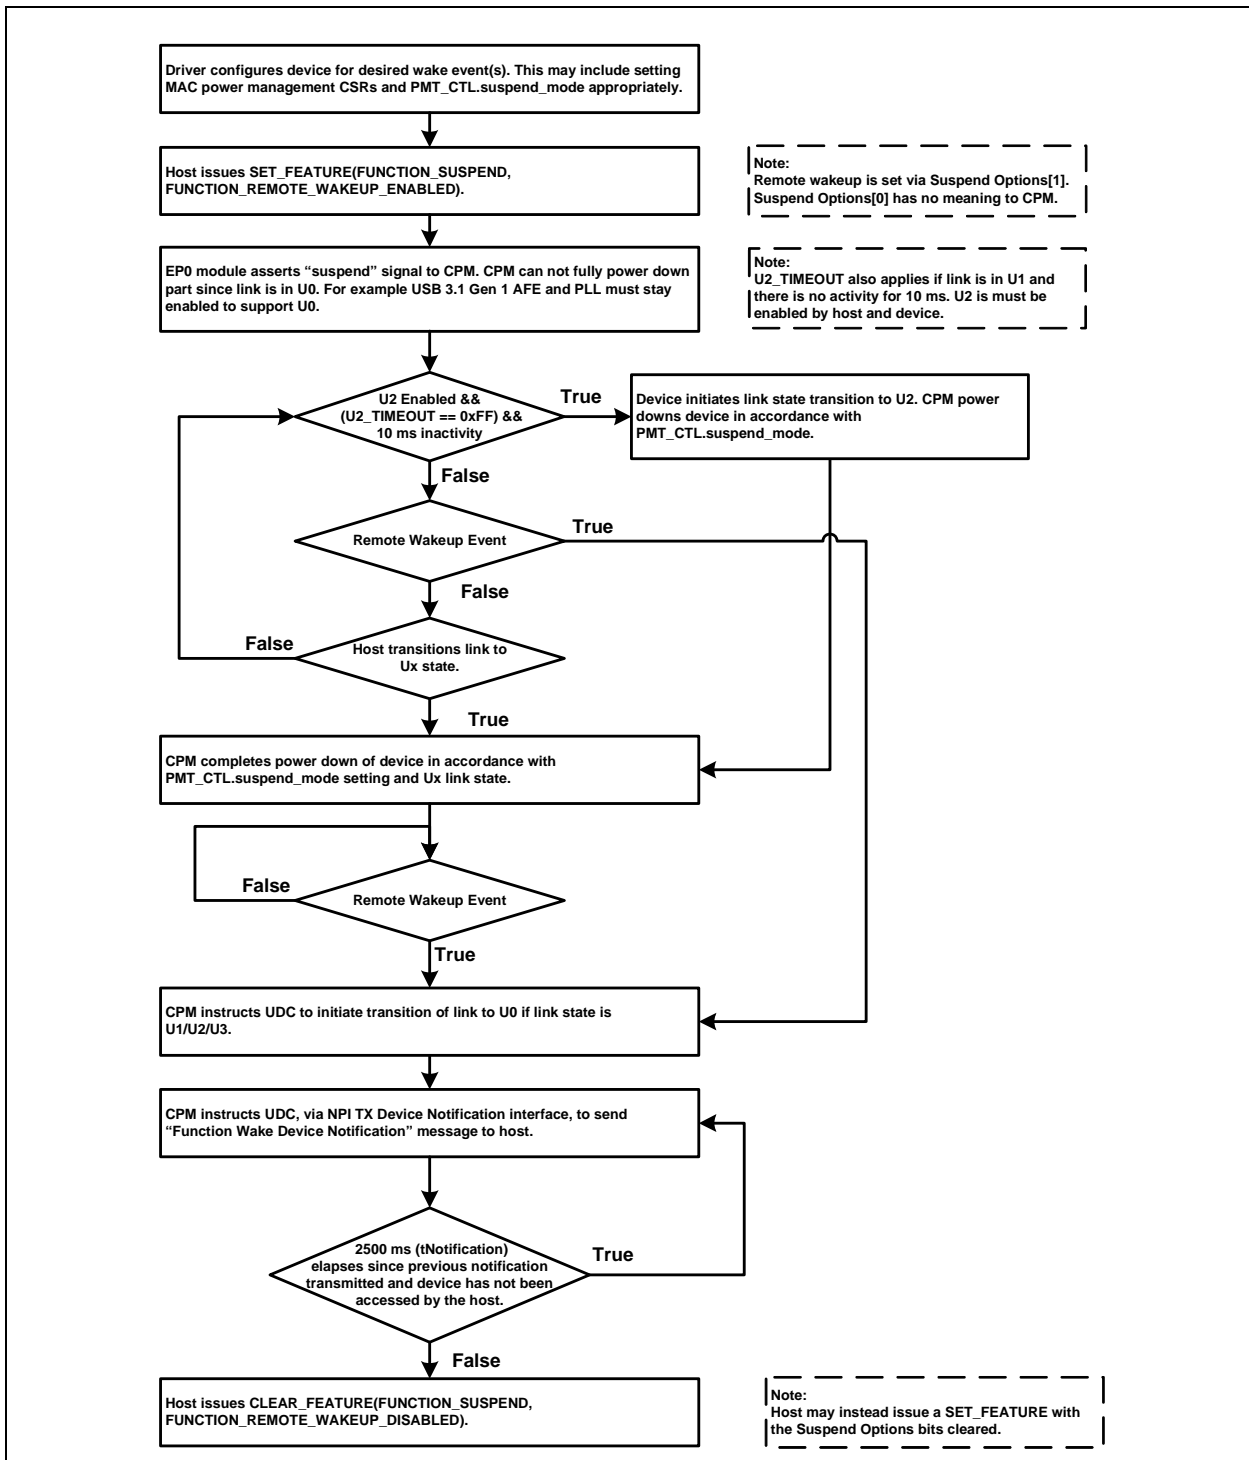 Driver configures device for desired wake event(s). This may include setting
MAC power management CSRs and PMT_CTL.suspend_mode appropriately.
Host issues SET_FEATURE(FUNCTION_SUSPEND,
FUNCTION_REMOTE_WAKEUP_ENABLED).
Note:
Remote wakeup is set via Suspend Options[1].
Suspend Options[0] has no meaning to CPM.
EP0 module asserts “suspend” signal to CPM. CPM can not fully power down
part since link is in U0. For example USB 3.1 Gen 1 AFE and PLL must stay
enabled to support U0.
Note:
U2_TIMEOUT also applies if link is in U1 and
there is no activity for 10 ms. U2 is must be
enabled by host and device.
U2 Enabled &&
(U2_TIMEOUT == 0xFF) &&
10 ms inactivity
True
Device initiates link state transition to U2. CPM power
downs device in accordance with
PMT_CTL.suspend_mode.
False
Remote Wakeup Event
True
False
Host transitions link to
Ux state.
False
True
CPM completes power down of device in accordance with
PMT_CTL.suspend_mode setting and Ux link state.
False
Remote Wakeup Event
True
CPM instructs UDC to initiate transition of link to U0 if link state is
U1/U2/U3.
CPM instructs UDC, via NPI TX Device Notification interface, to send
“Function Wake Device Notification” message to host.
2500 ms (tNotification)
elapses since previous notification
transmitted and device has not been
accessed by the host.
True
False
Host issues CLEAR_FEATURE(FUNCTION_SUSPEND,
FUNCTION_REMOTE_WAKEUP_DISABLED).
Note:
Host may instead issue a SET_FEATURE with
the Suspend Options bits cleared.